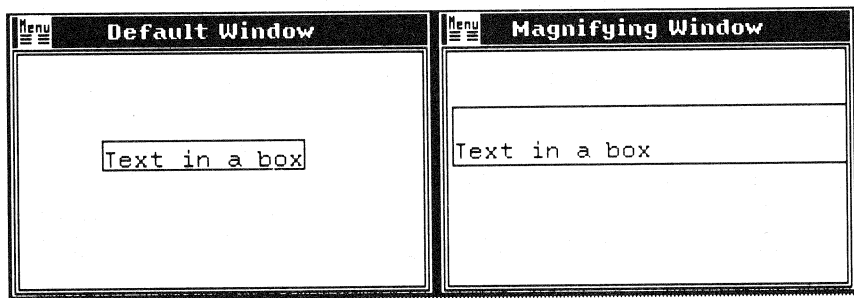 Menu Default Window
Text in a box
Menu Magnifying Window
Text in a box